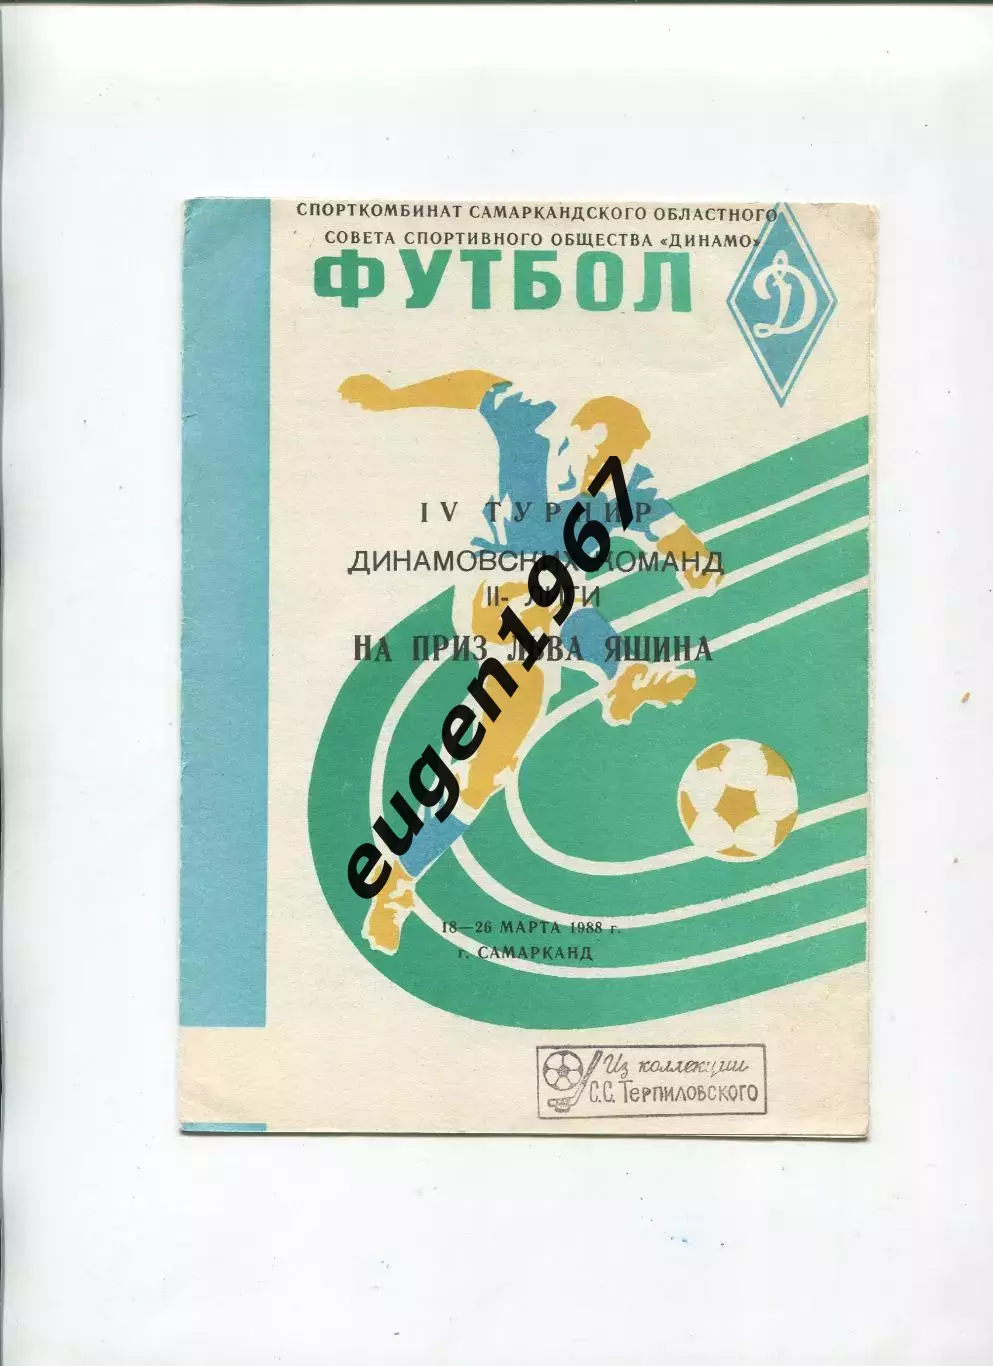 СПОРТКОМБИНАТ САМАРКАНДСКОГО ОБЛАСТНОГО
СОВЕТА СПОРТИВНОГО ОБЩЕСТВА «ДИНАМО»
ФУТБОЛ
Д
IV ТУРНИР
ДИНАМОВСКИХ КОМАНД
II- ЛИГИ
НА ПРИЗ ЛЬВА ЯШИНА
eugen1967
18—26 МАРТА 1988 г.
г. САМАРКАНД
Из коллекции
С.С. Терпиловского